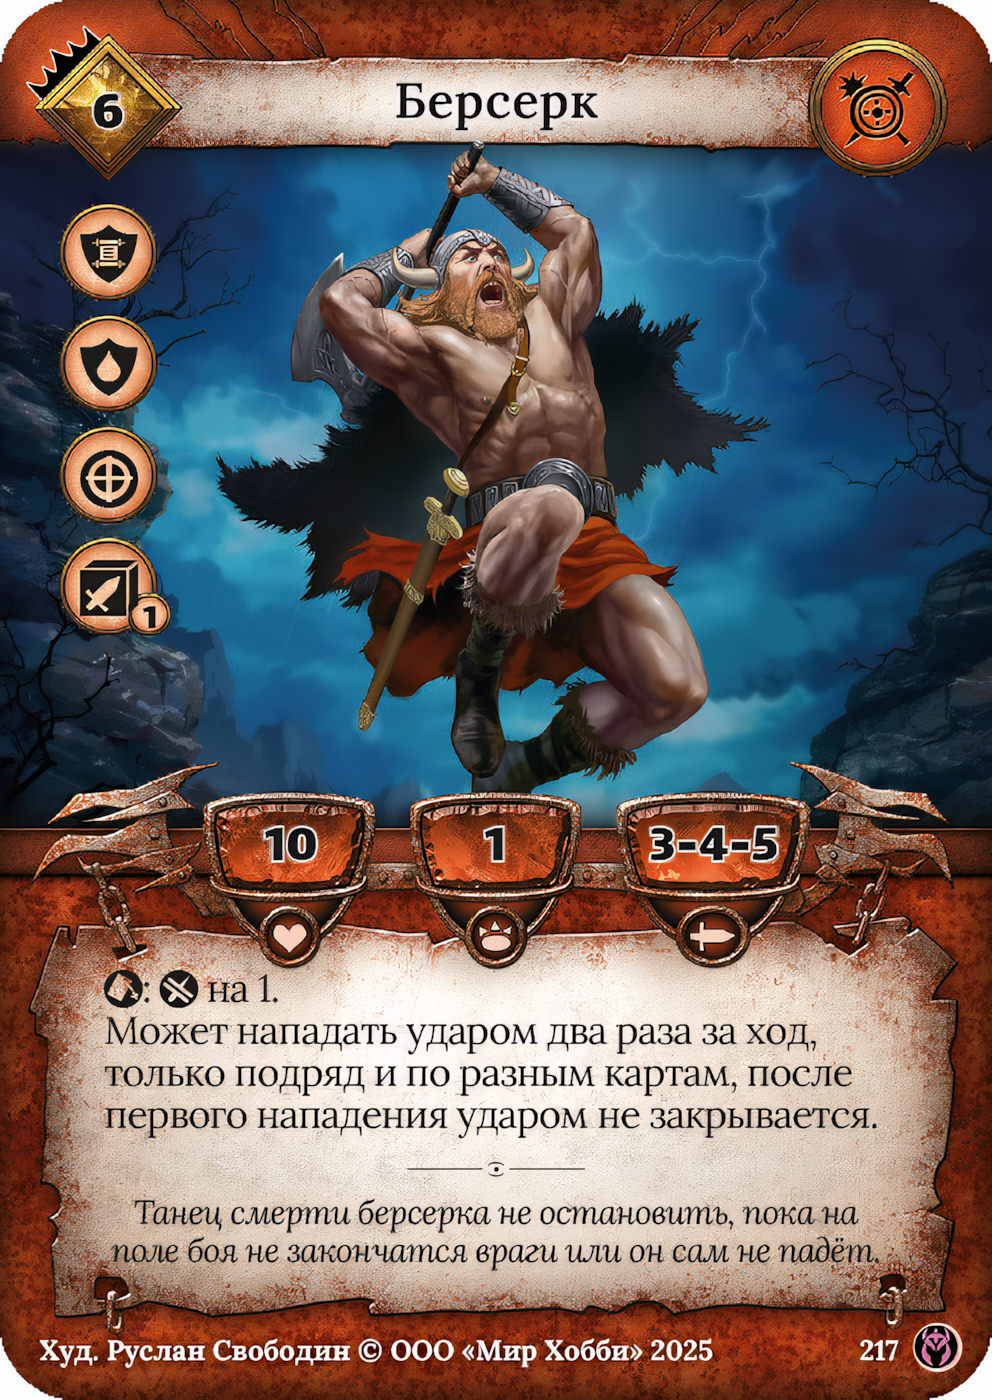 6
Берсерк
1
10
1
3-4-5
: на 1.
Может нападать ударом два раза за ход,
только подряд и по разным картам, после
первого нападения ударом не закрывается.
Танец смерти берсерка не остановить, пока на
поле боя не закончатся враги или он сам не падёт.
Худ. Руслан Свободин © ООО «Мир Хобби» 2025
217